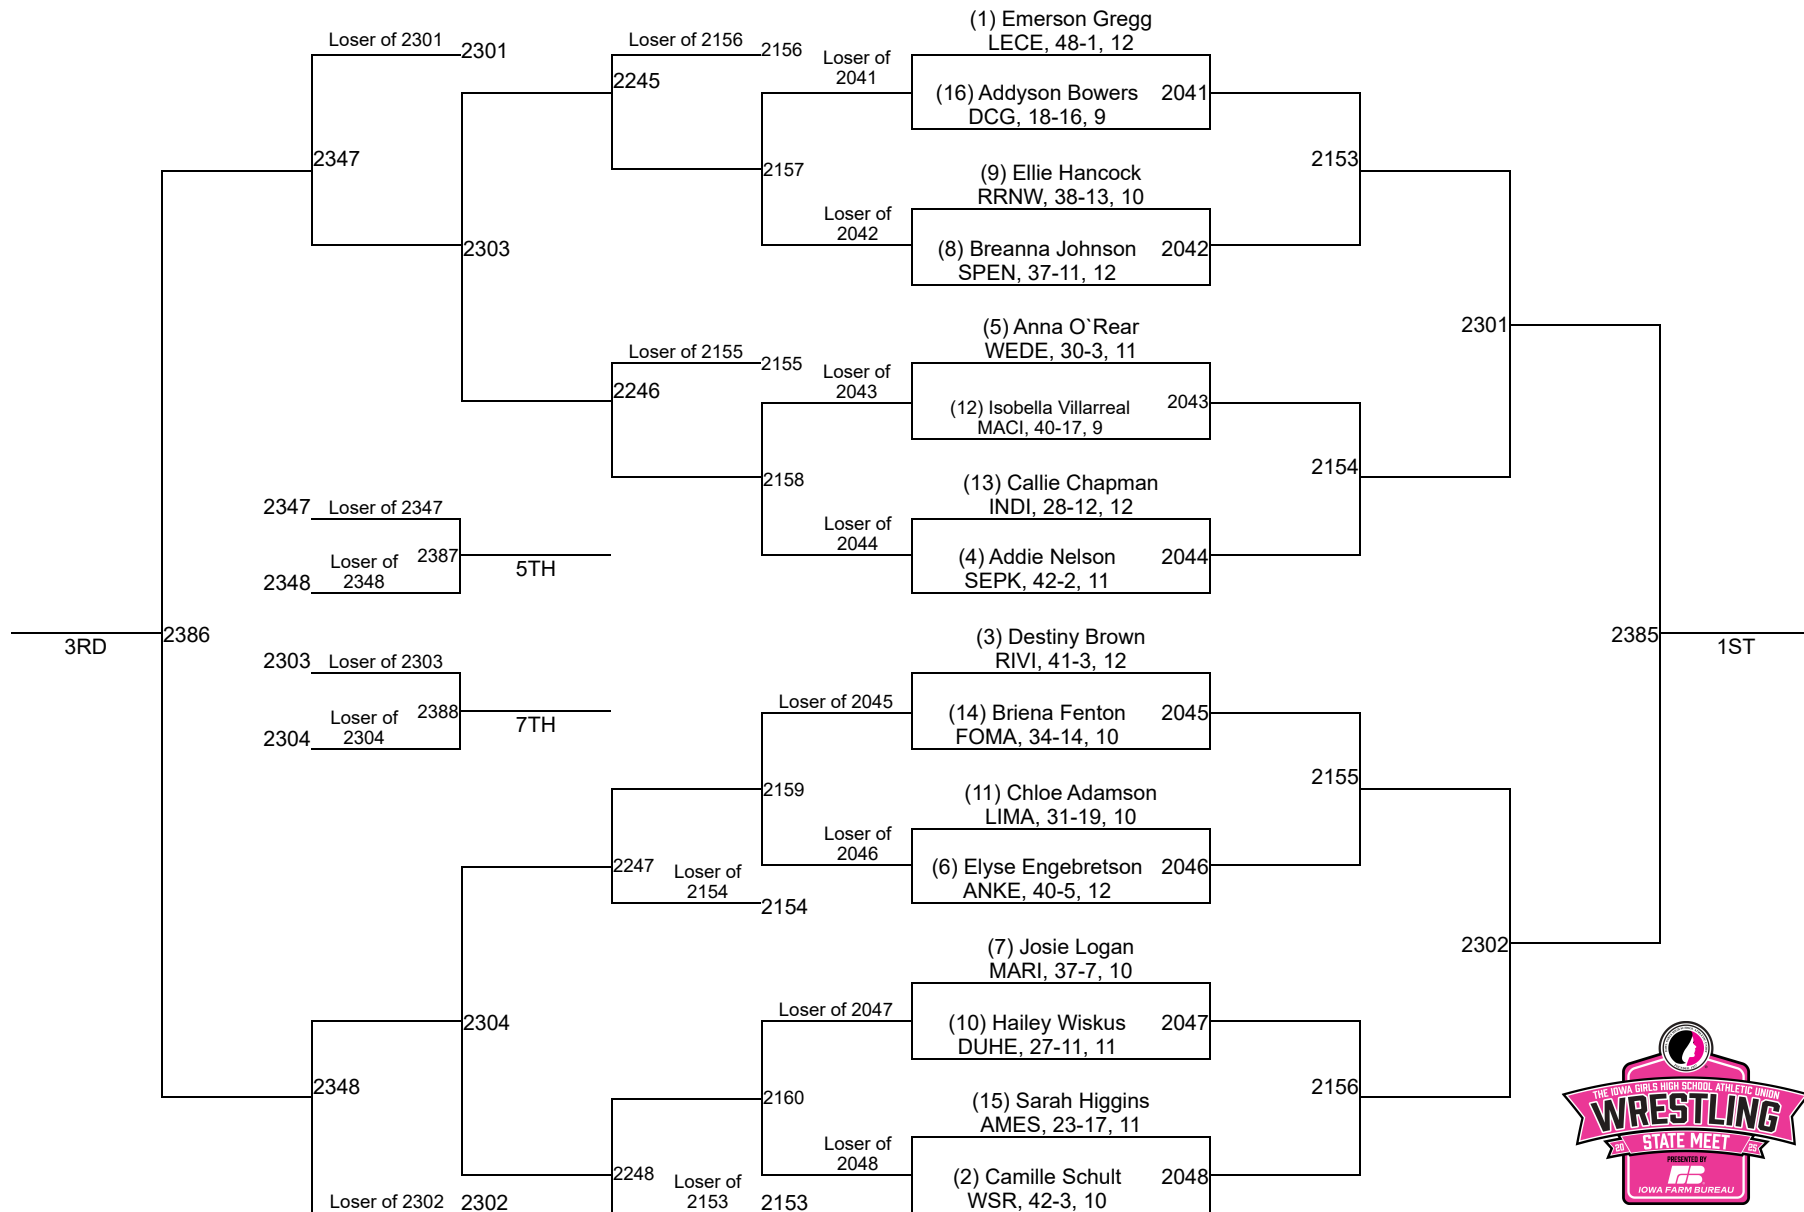 (1) Emerson Gregg
LECE, 48-1, 12
Loser of 2301
2301
Loser of 2156
2156
Loser of
2041
2245
(16) Addyson Bowers
DCG, 18-16, 9
2041
2347
2157
(9) Ellie Hancock
RRNW, 38-13, 10
2153
Loser of
2042
2303
(8) Breanna Johnson
SPEN, 37-11, 12
2042
(5) Anna O`Rear
WEDE, 30-3, 11
2301
Loser of 2155
2155
Loser of
2043
2246
(12) Isobella Villarreal
MACI, 40-17, 9
2043
2158
(13) Callie Chapman
INDI, 28-12, 12
2154
2347
Loser of 2347
Loser of
2044
2387
5TH
Loser of
2348
2348
(4) Addie Nelson
SEPK, 42-2, 11
2044
3RD
2386
(3) Destiny Brown
RIVI, 41-3, 12
2385
1ST
2303
Loser of 2303
2388
7TH
Loser of
2304
2304
Loser of 2045
(14) Briena Fenton
FOMA, 34-14, 10
2045
2159
(11) Chloe Adamson
LIMA, 31-19, 10
2155
Loser of
2046
2247
Loser of
2154
2154
(6) Elyse Engebretson
ANKE, 40-5, 12
2046
(7) Josie Logan
MARI, 37-7, 10
2302
Loser of 2047
2304
(10) Hailey Wiskus
DUHE, 27-11, 11
2047
2348
2160
(15) Sarah Higgins
AMES, 23-17, 11
2156
Loser of
2048
2248
Loser of
2153
2153
(2) Camille Schult
WSR, 42-3, 10
2048
Loser of 2302
2302
THE IOWA GIRLS HIGH SCHOOL ATHLETIC UNION
WRESTLING
20 STATE MEET 25
PRESENTED BY
FB
IOWA FARM BUREAU